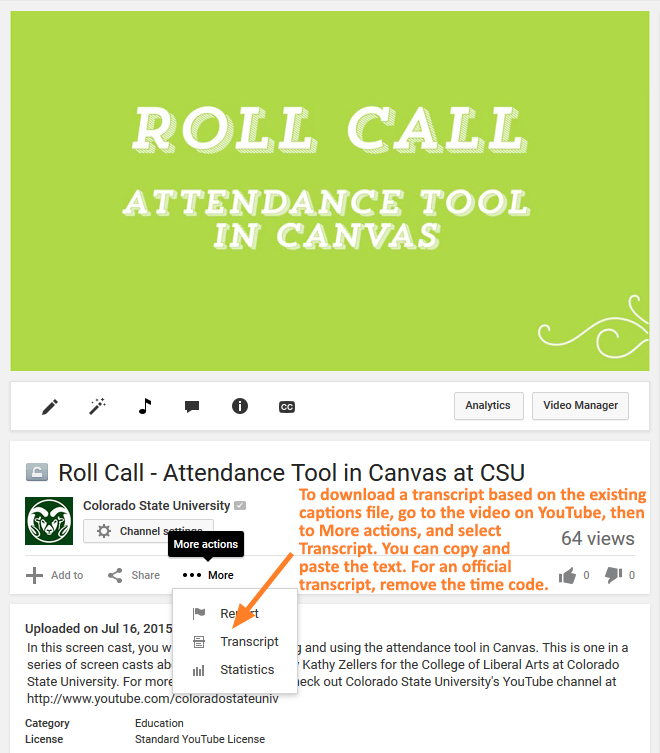 ROLL CALL
ATTENDANCE TOOL
IN CANVAS
CC
Analytics
Video Manager
Roll Call - Attendance Tool in Canvas at CSU
Colorado State University
Channel settings
To download a transcript based on the existing
captions file, go to the video on YouTube, then
to More actions, and select
Transcript. You can copy and
paste the text. For an official
transcript, remove the time code.
64 views
More actions
Add to
Share
More
0
0
Report
Transcript
Statistics
Uploaded on Jul 16, 2015
In this screen cast, you w g and using the attendance tool in Canvas. This is one in a
series of screen casts ab y Kathy Zellers for the College of Liberal Arts at Colorado
State University. For more heck out Colorado State University's YouTube channel at
http://www.youtube.com/coloradostateuniv
Category Education
License Standard YouTube License